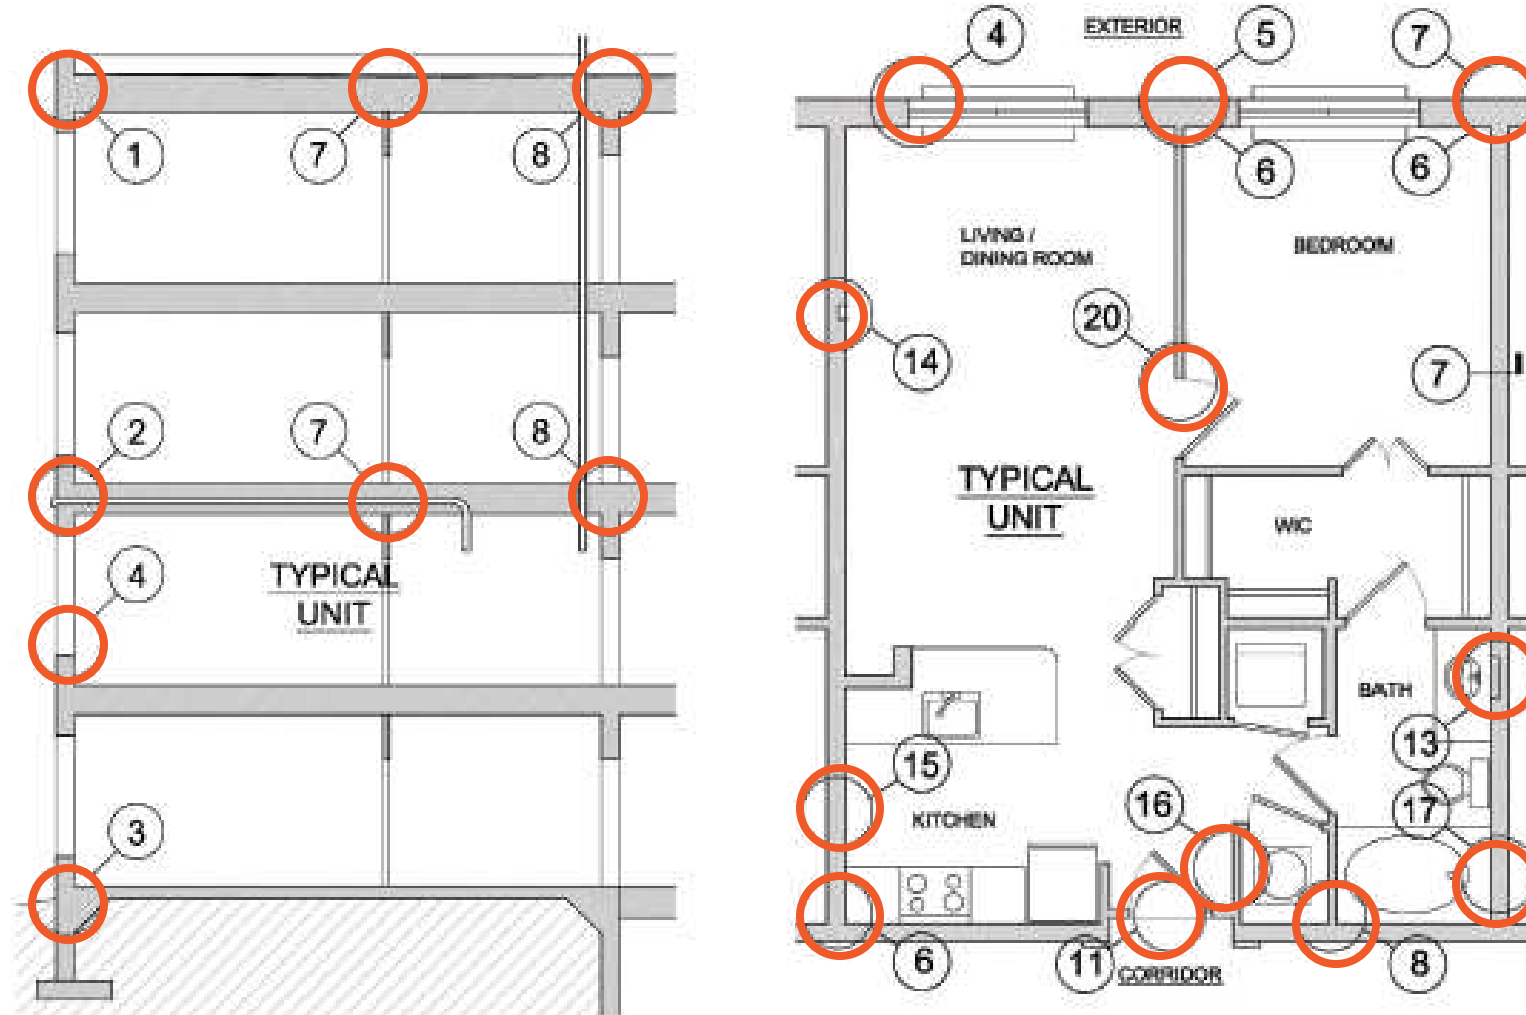 1
7
8
2
7
8
4
TYPICAL
UNIT
3
EXTERIOR
4
5
7
6
6
LIVING /
DINING ROOM
BEDROOM
20
14
7
TYPICAL
UNIT
WIC
BATH
13
15
KITCHEN
16
17
6
11
CORRIDOR
8